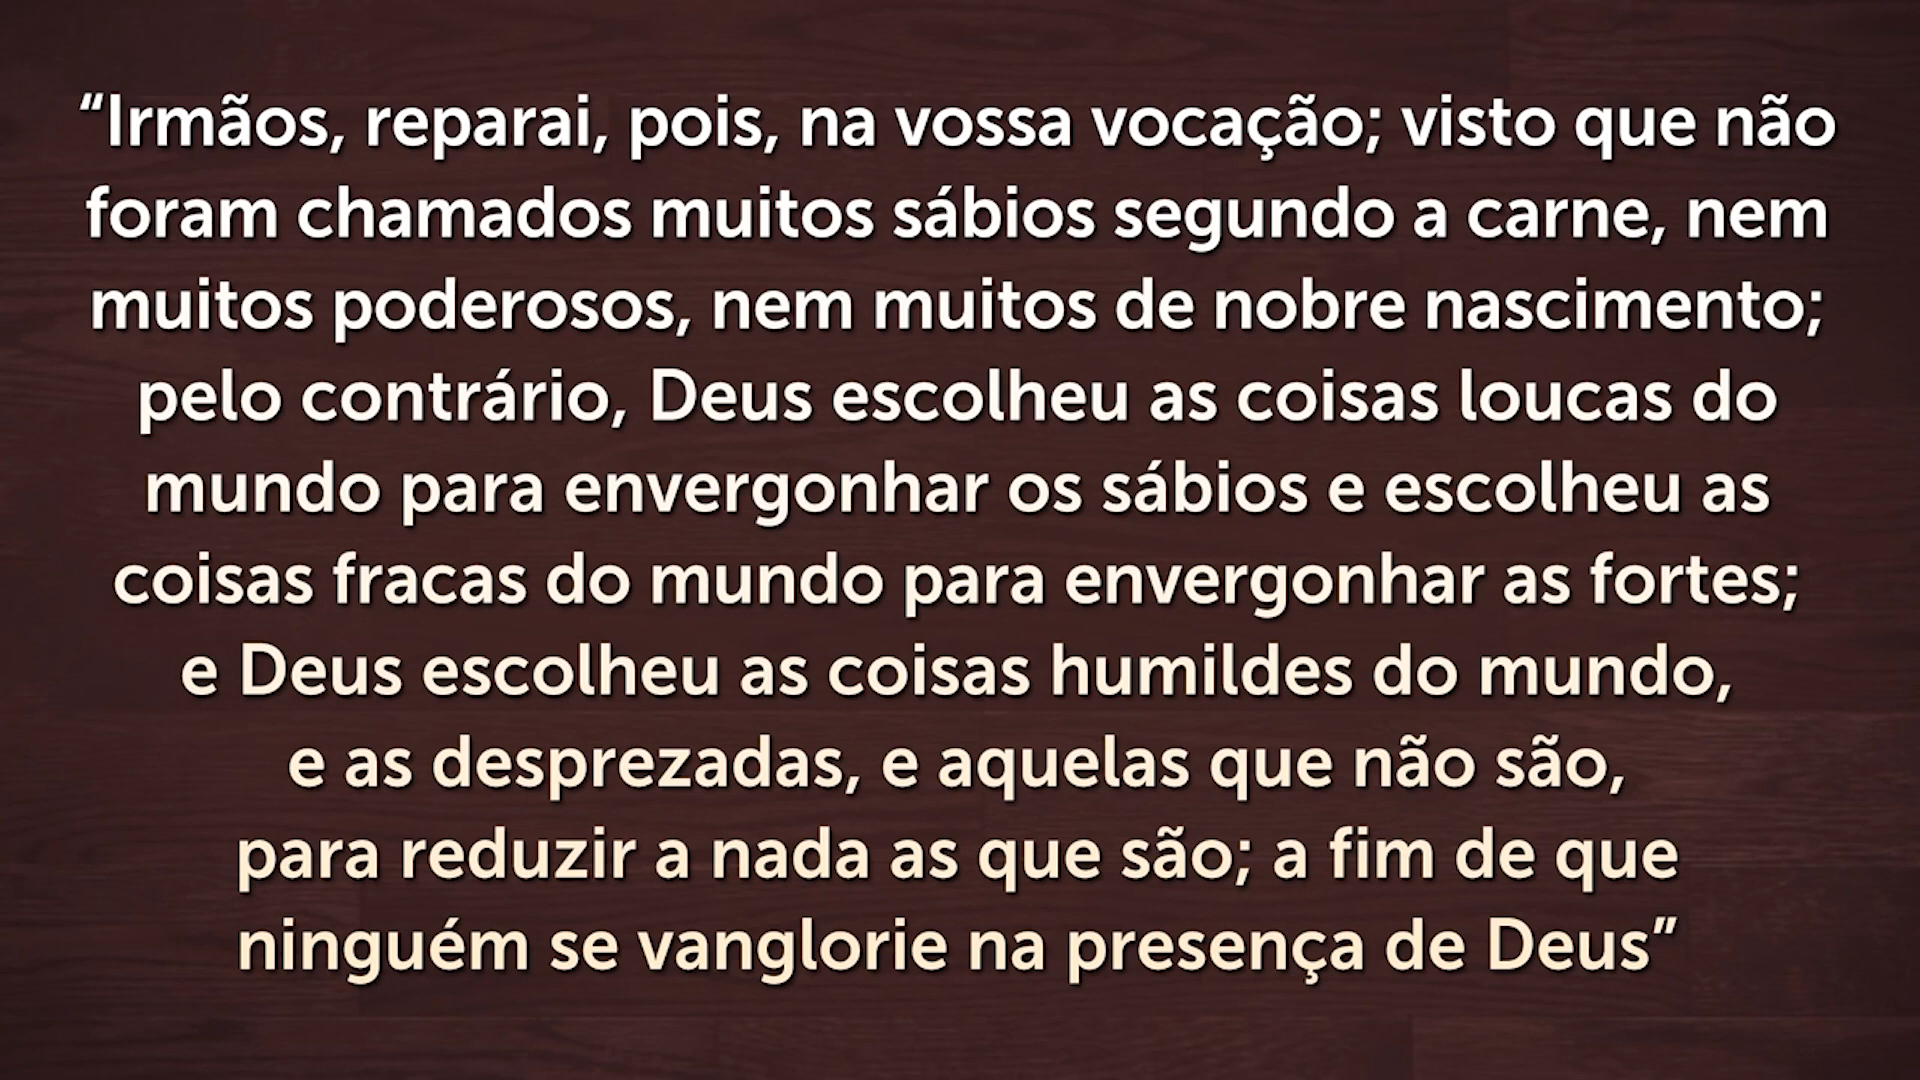 “Irmãos, reparai, pois, na vossa vocação; visto que não
foram chamados muitos sábios segundo a carne, nem
muitos poderosos, nem muitos de nobre nascimento;
pelo contrário, Deus escolheu as coisas loucas do
mundo para envergonhar os sábios e escolheu as
coisas fracas do mundo para envergonhar as fortes;
e Deus escolheu as coisas humildes do mundo,
e as desprezadas, e aquelas que não são,
para reduzir a nada as que são; a fim de que
ninguém se vanglorie na presença de Deus”